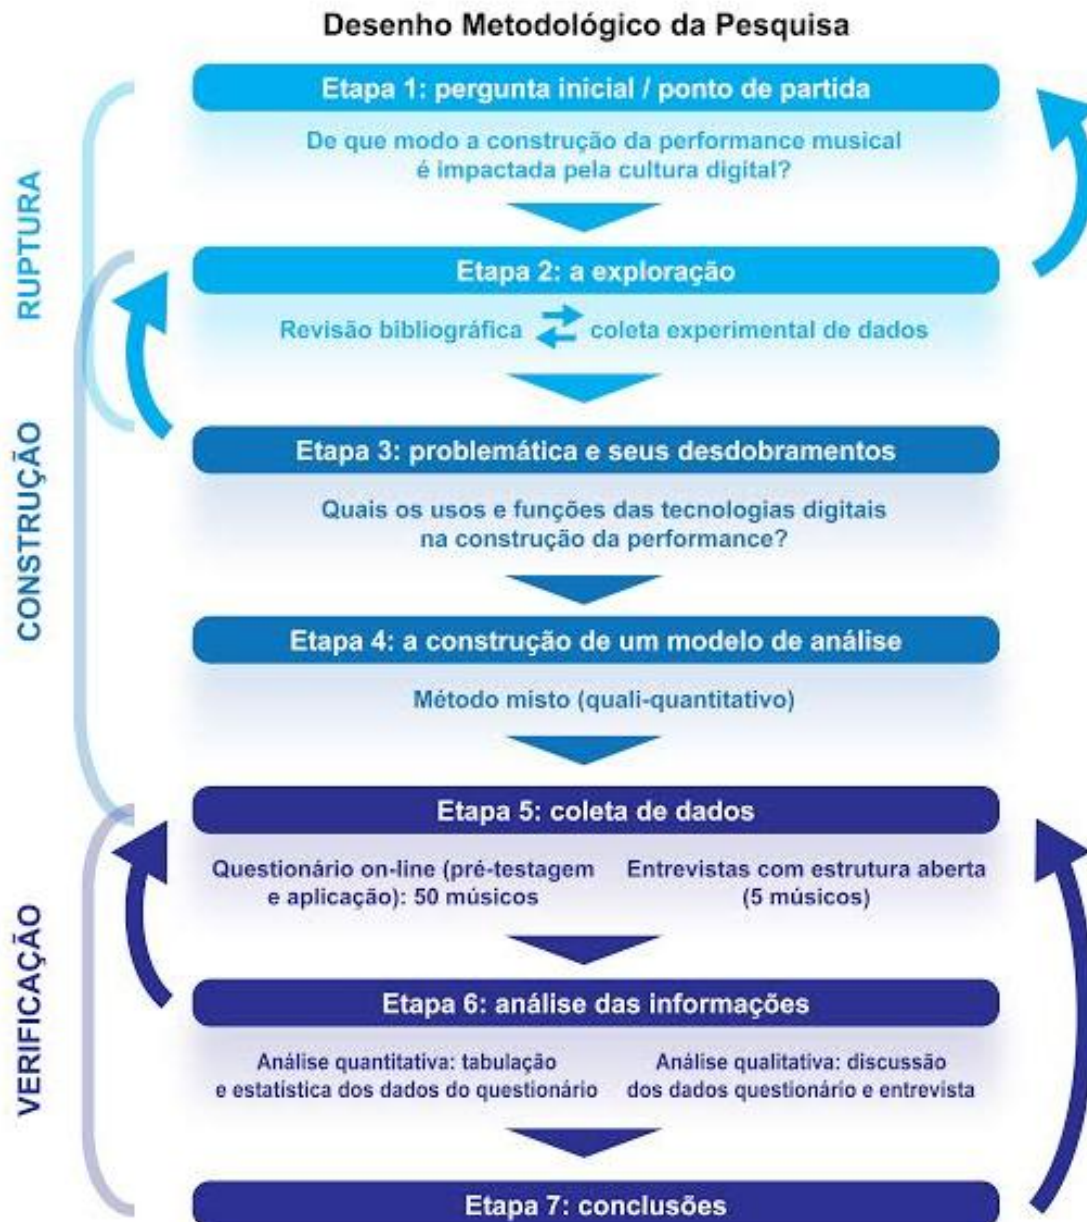 Desenho Metodológico da Pesquisa
Etapa 1: pergunta inicial / ponto de partida
De que modo a construção da performance musical
é impactada pela cultura digital?
RUPTURA
Etapa 2: a exploração
Revisão bibliográfica coleta experimental de dados
Etapa 3: problemática e seus desdobramentos
Quais os usos e funções das tecnologias digitais
na construção da performance?
CONSTRUÇÃO
Etapa 4: a construção de um modelo de análise
Método misto (quali-quantitativo)
Etapa 5: coleta de dados
Questionário on-line (pré-testagem
e aplicação): 50 músicos
Entrevistas com estrutura aberta
(5 músicos)
VERIFICAÇÃO
Etapa 6: análise das informações
Análise quantitativa: tabulação
e estatística dos dados do questionário
Análise qualitativa: discussão
dos dados questionário e entrevista
Etapa 7: conclusões